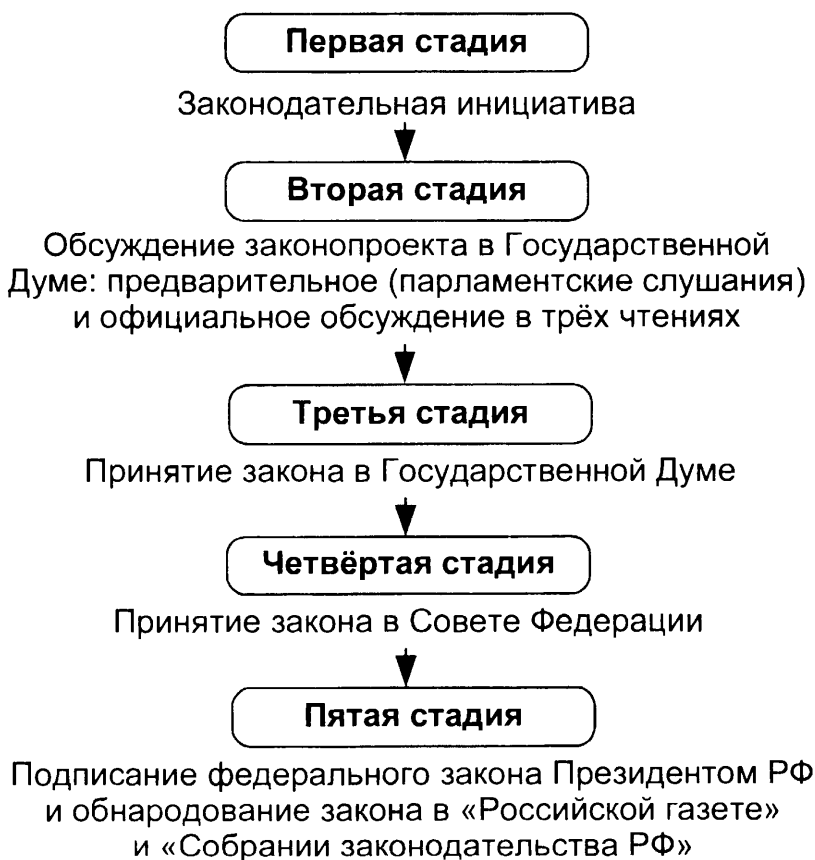 Первая стадия
Законодательная инициатива
Вторая стадия
Обсуждение законопроекта в Государственной
Думе: предварительное (парламентские слушания)
и официальное обсуждение в трёх чтениях
Третья стадия
Принятие закона в Государственной Думе
Четвёртая стадия
Принятие закона в Совете Федерации
Пятая стадия
Подписание федерального закона Президентом РФ
и обнародование закона в «Российской газете»
и «Собрании законодательства РФ»